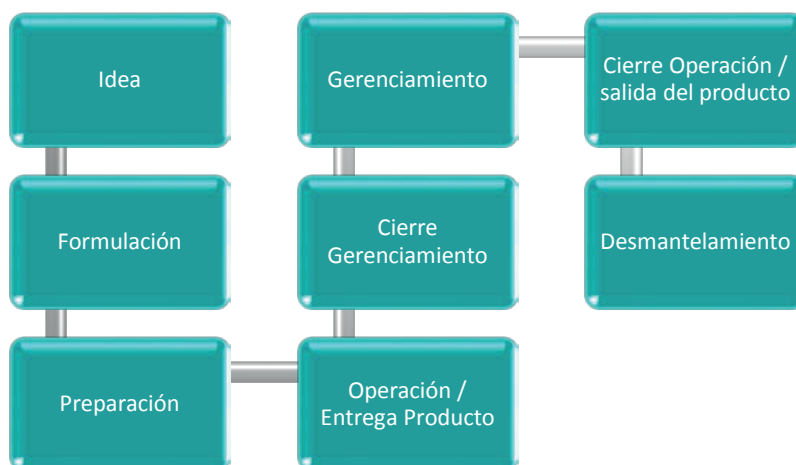 Idea
Formulación
Preparación
Operación /
Entrega Producto
Cierre
Gerenciamiento
Gerenciamiento
Cierre Operación /
salida del producto
Desmantelamiento